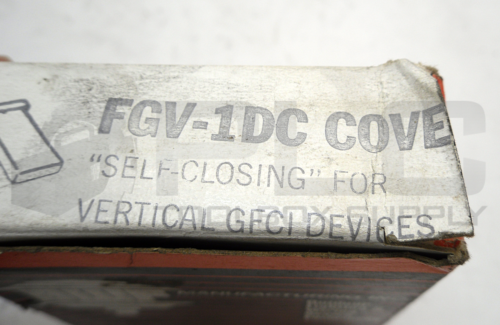 FGV-1DC COVE
"SELF-CLOSING" FOR
VERTICAL GFCI DEVICES